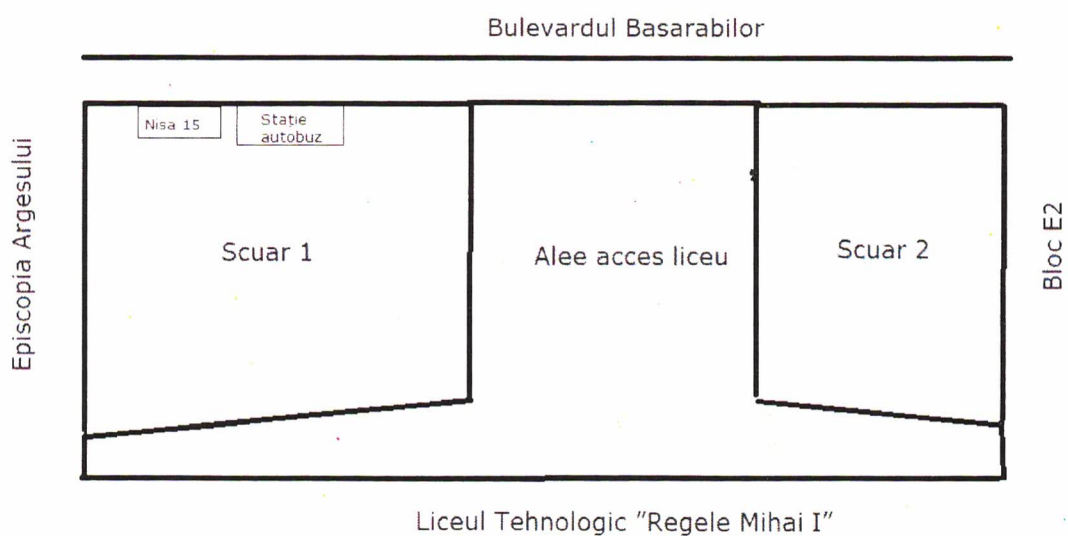 Bulevardul Basarabilor
Nisa 15
Stație
autobuz
Episcopia Argesului
Scuar 1
Alee acces liceu
Scuar 2
Bloc E2
Liceul Tehnologic "Regele Mihai I"